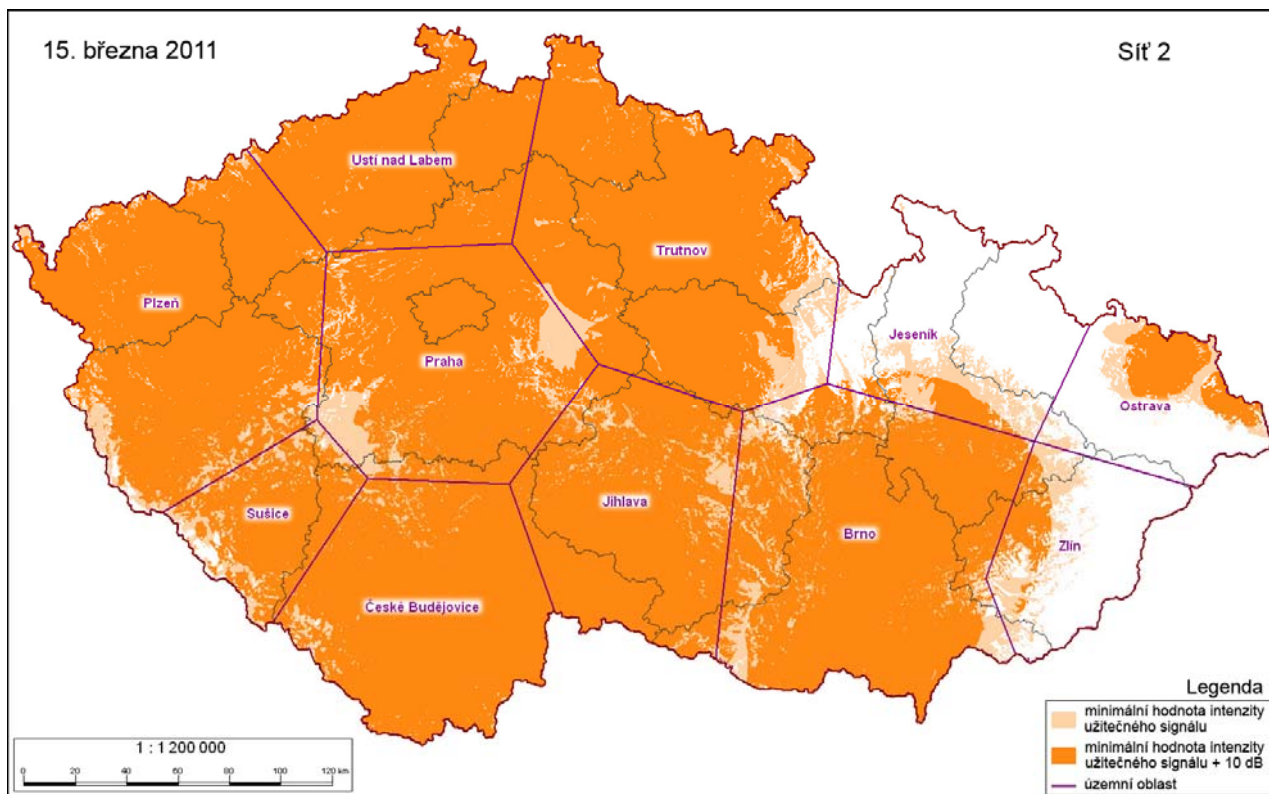 15. března 2011
Síť 2
Ústí nad Labem
Trutnov
Plzeň
Praha
Jeseník
Ostrava
Sušice
Jihlava
Brno
Zlín
České Budějovice
Legenda
minimální hodnota intenzity
užitečného signálu
minimální hodnota intenzity
užitečného signálu + 10 dB
územní oblast
1 : 1 200 000
0 20 40 60 80 100 120 km